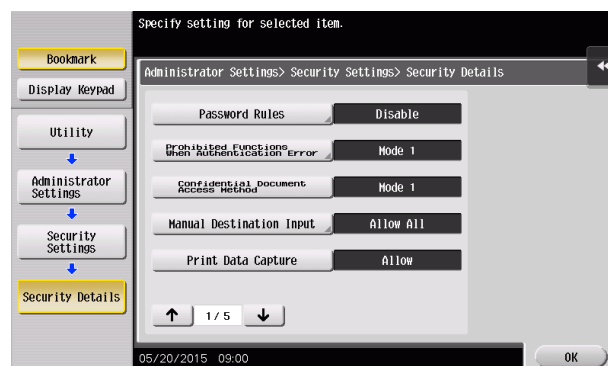 Specify setting for selected item.
Bookmark
Display Keypad
Utility
Administrator
Settings
Security
Settings
Security Details
Administrator Settings> Security Settings> Security Details
Password Rules
Disable
Prohibited Functions
When Authentication Error
Mode 1
Confidential Document
Access Method
Mode 1
Manual Destination Input
Allow All
Print Data Capture
Allow
1/5
05/20/2015 09:00
OK